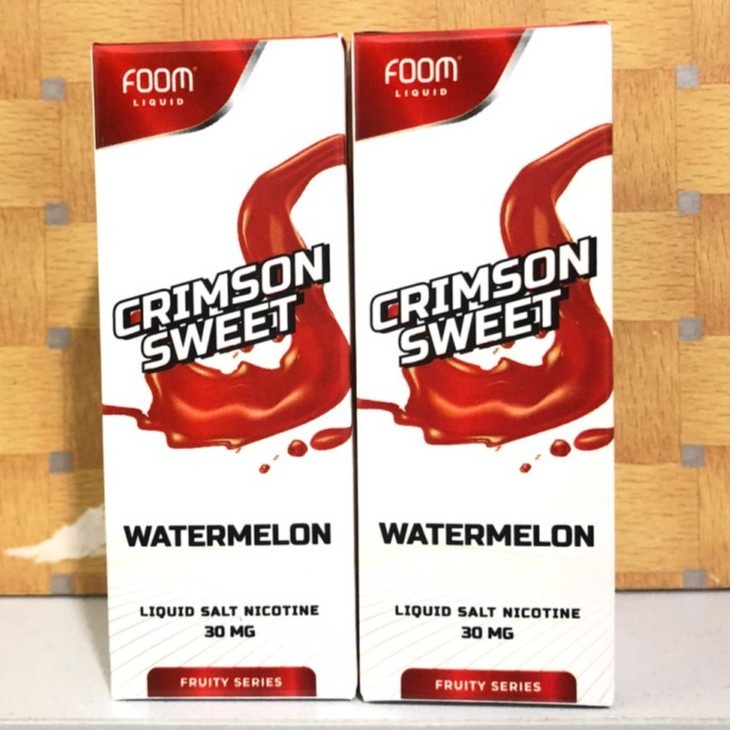 FOOM
LIQUID
CRIMSON
SWEET
WATERMELON
LIQUID SALT NICOTINE
30 MG
FRUITY SERIES
FOOM
LIQUID
CRIMSON
SWEET
WATERMELON
LIQUID SALT NICOTINE
30 MG
FRUITY SERIES